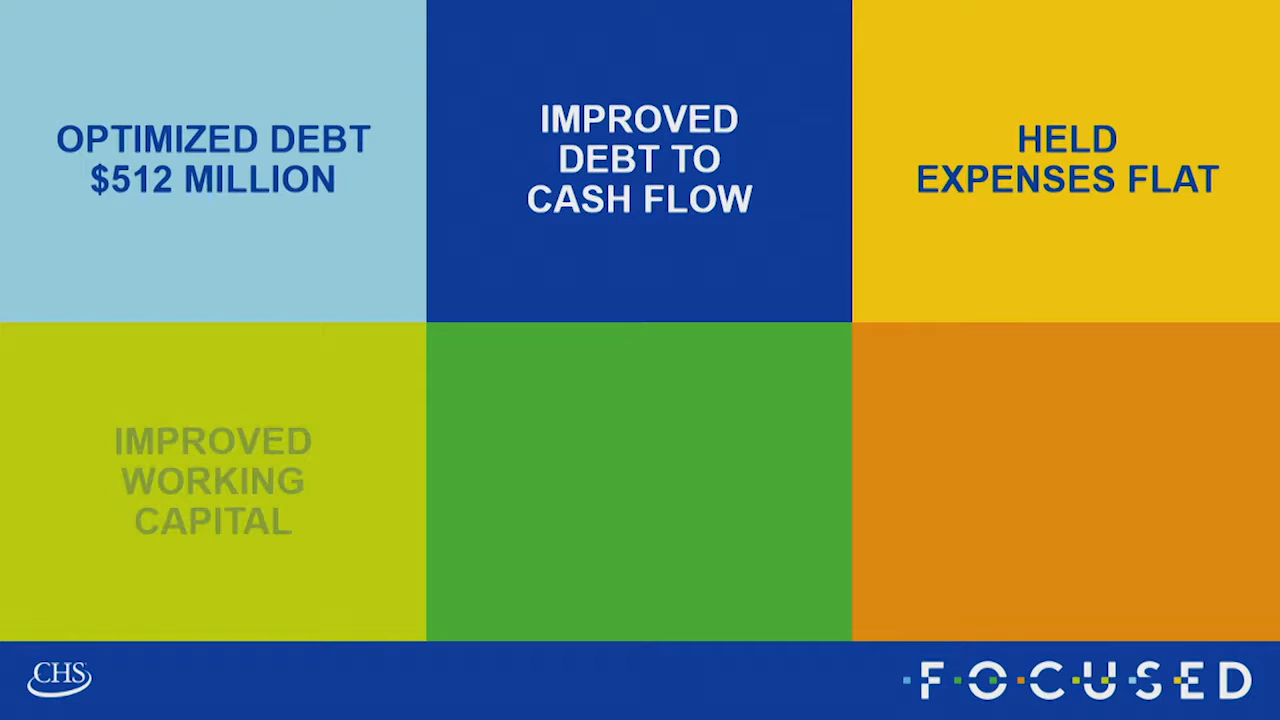 OPTIMIZED DEBT
$512 MILLION
IMPROVED
DEBT TO
CASH FLOW
HELD
EXPENSES FLAT
IMPROVED
WORKING
CAPITAL
CHS
FOCUSED